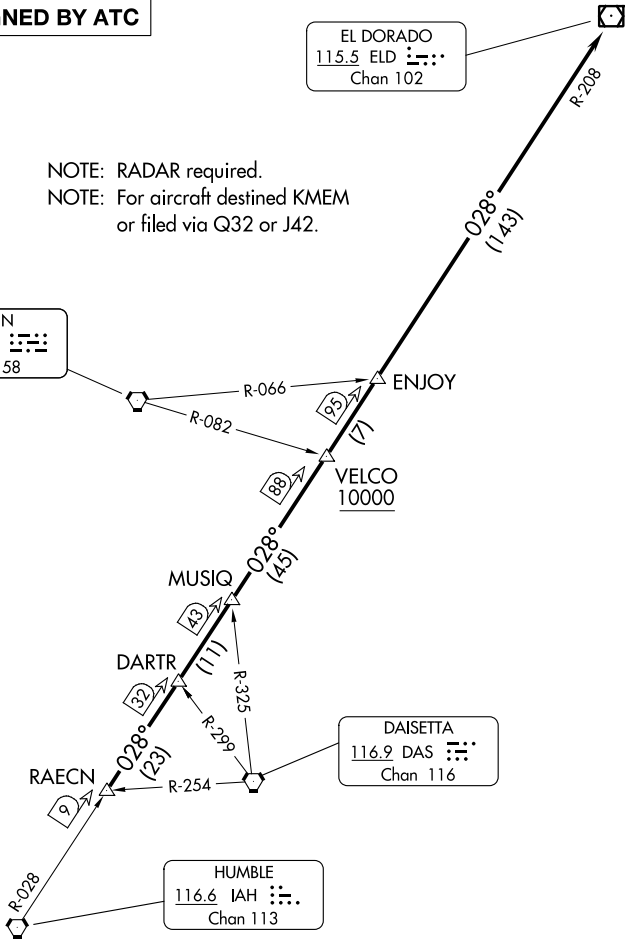 GNED BY ATC
EL DORADO
115.5 ELD
Chan 102
R-208
NOTE: RADAR required.
NOTE: For aircraft destined KMEM
or filed via Q32 or J42.
028°
(143)
N
58
R-066
ENJOY
95
R-082
(7)
VELCO
10000
88
028°
(45)
MUSIQ
43
(11)
DARTR
R-325
32
R-299
028°
(23)
DAISETTA
116.9 DAS
Chan 116
RAECN
R-254
9
R-028
HUMBLE
116.6 IAH
Chan 113